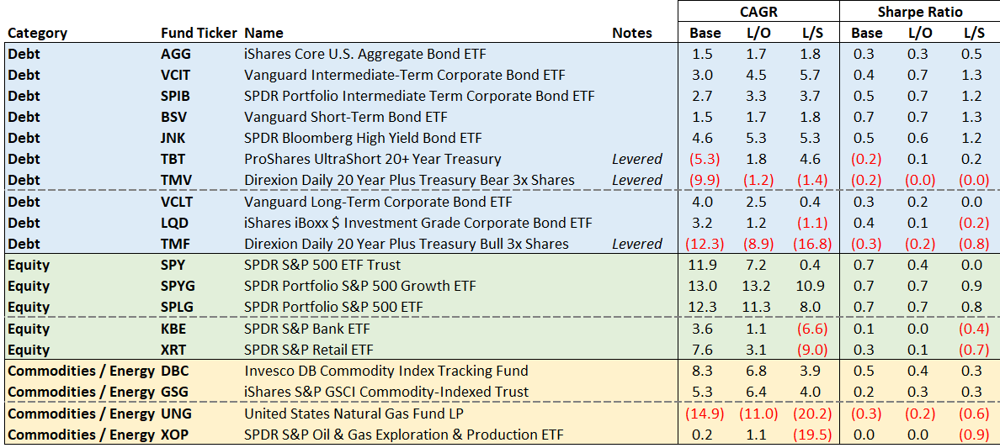 CAGR Sharpe Ratio
Category Fund Ticker Name Notes Base L/O L/S Base L/O L/S
Debt AGG iShares Core U.S. Aggregate Bond ETF 1.5 1.7 1.8 0.3 0.3 0.5
Debt VCIT Vanguard Intermediate-Term Corporate Bond ETF 3.0 4.5 5.7 0.4 0.7 1.3
Debt SPIB SPDR Portfolio Intermediate Term Corporate Bond ETF 2.7 3.3 3.7 0.5 0.7 1.2
Debt BSV Vanguard Short-Term Bond ETF 1.5 1.7 1.8 0.7 0.7 1.3
Debt JNK SPDR Bloomberg High Yield Bond ETF 4.6 5.3 5.3 0.5 0.6 1.2
Debt TBT ProShares UltraShort 20+ Year Treasury Levered (5.3) 1.8 4.6 (0.2) 0.1 0.2
Debt TMV Direxion Daily 20 Year Plus Treasury Bear 3x Shares Levered (9.9) (1.2) (1.4) (0.2) (0.0) (0.0)
Debt VCLT Vanguard Long-Term Corporate Bond ETF 4.0 2.5 0.4 0.3 0.2 0.0
Debt LQD iShares iBoxx $ Investment Grade Corporate Bond ETF 3.2 1.2 (1.1) 0.4 0.1 (0.2)
Debt TMF Direxion Daily 20 Year Plus Treasury Bull 3x Shares Levered (12.3) (8.9) (16.8) (0.3) (0.2) (0.8)
Equity SPY SPDR S&P 500 ETF Trust 11.9 7.2 0.4 0.7 0.4 0.0
Equity SPYG SPDR Portfolio S&P 500 Growth ETF 13.0 13.2 10.9 0.7 0.7 0.9
Equity SPLG SPDR Portfolio S&P 500 ETF 12.3 11.3 8.0 0.7 0.7 0.8
Equity KBE SPDR S&P Bank ETF 3.6 1.1 (6.6) 0.1 0.0 (0.4)
Equity XRT SPDR S&P Retail ETF 7.6 3.1 (9.0) 0.3 0.1 (0.7)
Commodities / Energy DBC Invesco DB Commodity Index Tracking Fund 8.3 6.8 3.9 0.5 0.4 0.3
Commodities / Energy GSG iShares S&P GSCI Commodity-Indexed Trust 5.3 6.4 4.0 0.2 0.3 0.3
Commodities / Energy UNG United States Natural Gas Fund LP (14.9) (11.0) (20.2) (0.3) (0.2) (0.6)
Commodities / Energy XOP SPDR S&P Oil & Gas Exploration & Production ETF 0.2 1.1 (19.5) 0.0 0.0 (0.9)